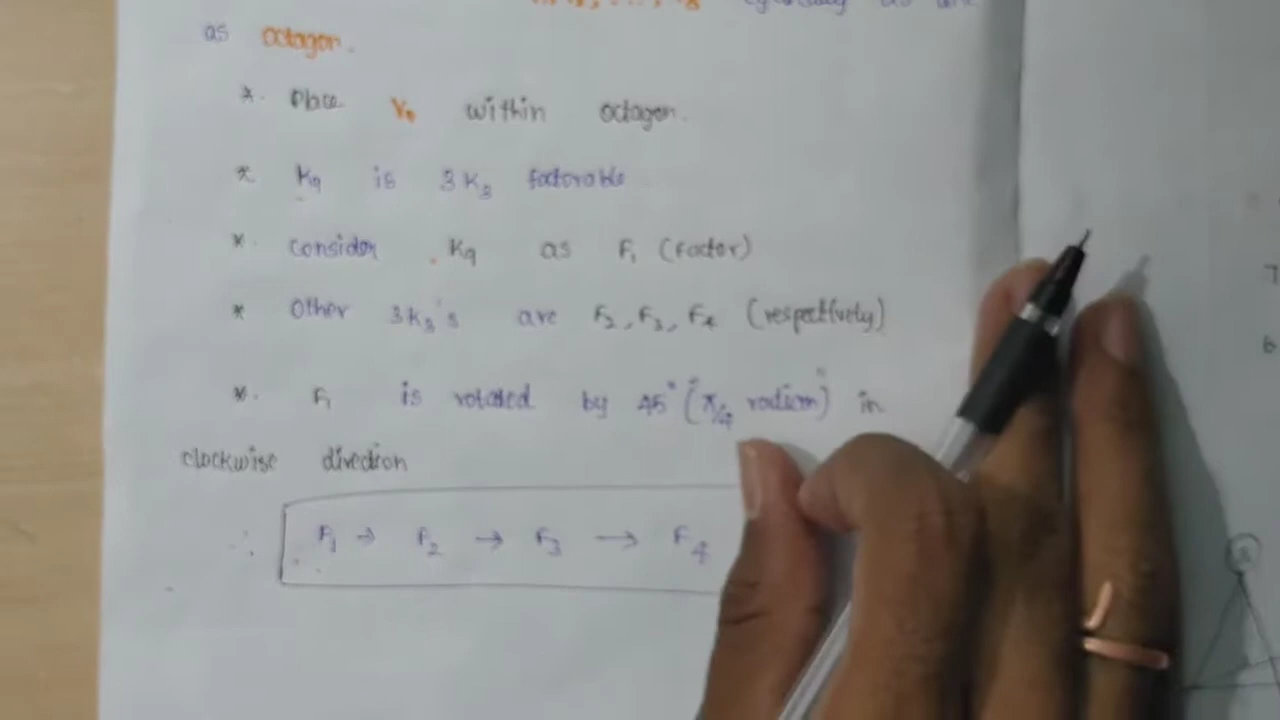 as octagon.
* Place V0 within octagon.
* K9 is 3K3 factorable
* consider K9 as F1 (factor)
* Other 3K3's are F2, F3, F4 (respectively)
* F1 is rotated by 45° (π/4 radian) in
clockwise direction
∴ F1 → F2 → F3 → F4